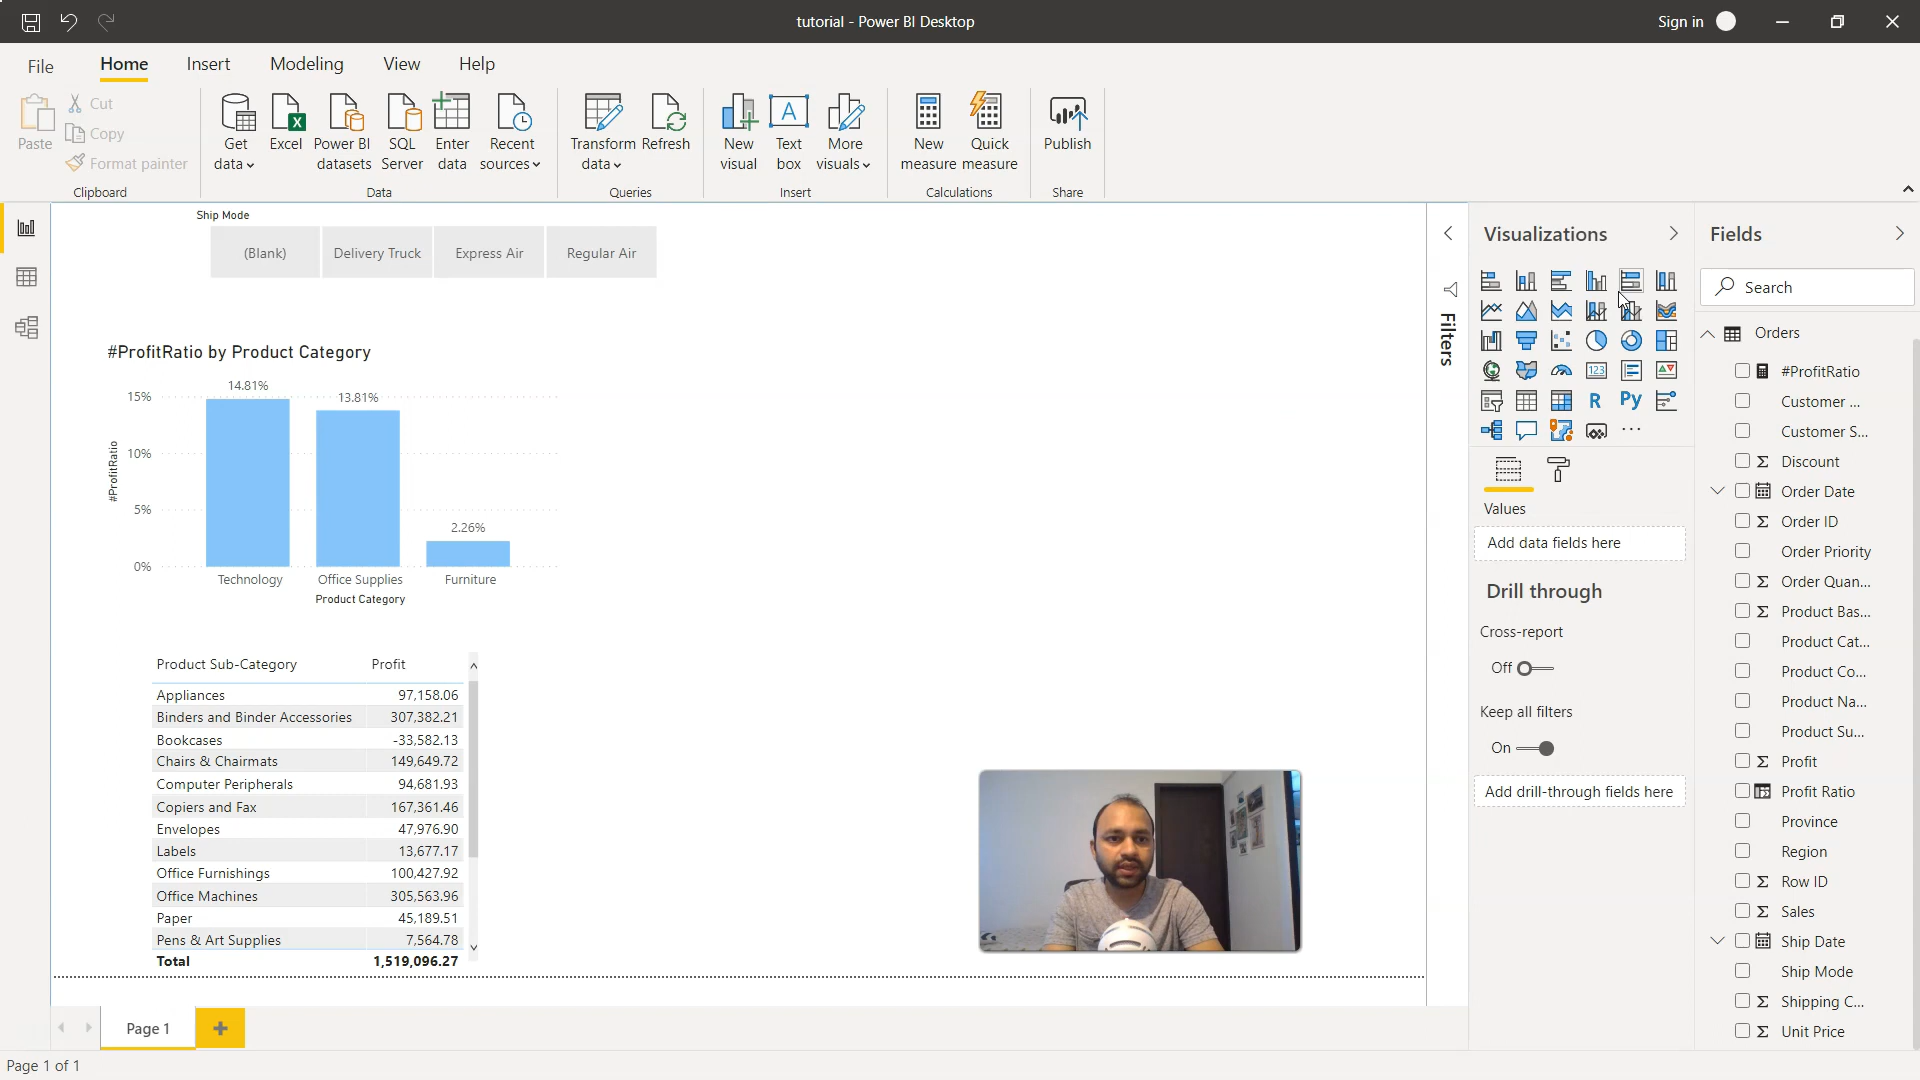 tutorial - Power BI Desktop
Sign in
File
Home
Insert
Modeling
View
Help
Paste
Cut
Copy
Format painter
Clipboard
Get
data
Excel
Power BI
datasets
SQL
Server
Enter
data
Recent
sources
Data
Transform
data
Refresh
Queries
New
visual
A
Text
box
More
visuals
Insert
New
measure
Quick
measure
Calculations
Publish
Share
Ship Mode
(Blank)
Delivery Truck
Express Air
Regular Air
#ProfitRatio by Product Category
14.81%
15%
13.81%
10%
#ProfitRatio
5%
2.26%
0%
Technology
Office Supplies
Furniture
Product Category
Product Sub-Category Profit
Appliances 97,158.06
Binders and Binder Accessories 307,382.21
Bookcases -33,582.13
Chairs & Chairmats 149,649.72
Computer Peripherals 94,681.93
Copiers and Fax 167,361.46
Envelopes 47,976.90
Labels 13,677.17
Office Furnishings 100,427.92
Office Machines 305,563.96
Paper 45,189.51
Pens & Art Supplies 7,564.78
Total 1,519,096.27
Page 1
Page 1 of 1
Filters
Visualizations
123
R
Py
...
Values
Add data fields here
Drill through
Cross-report
Off
Keep all filters
On
Add drill-through fields here
Fields
Search
Orders
#ProfitRatio
Customer ...
Customer S...
Σ Discount
Order Date
Σ Order ID
Order Priority
Σ Order Quan...
Σ Product Bas...
Product Cat...
Product Co...
Product Na...
Product Su...
Σ Profit
Profit Ratio
Province
Region
Σ Row ID
Σ Sales
Ship Date
Ship Mode
Σ Shipping C...
Σ Unit Price